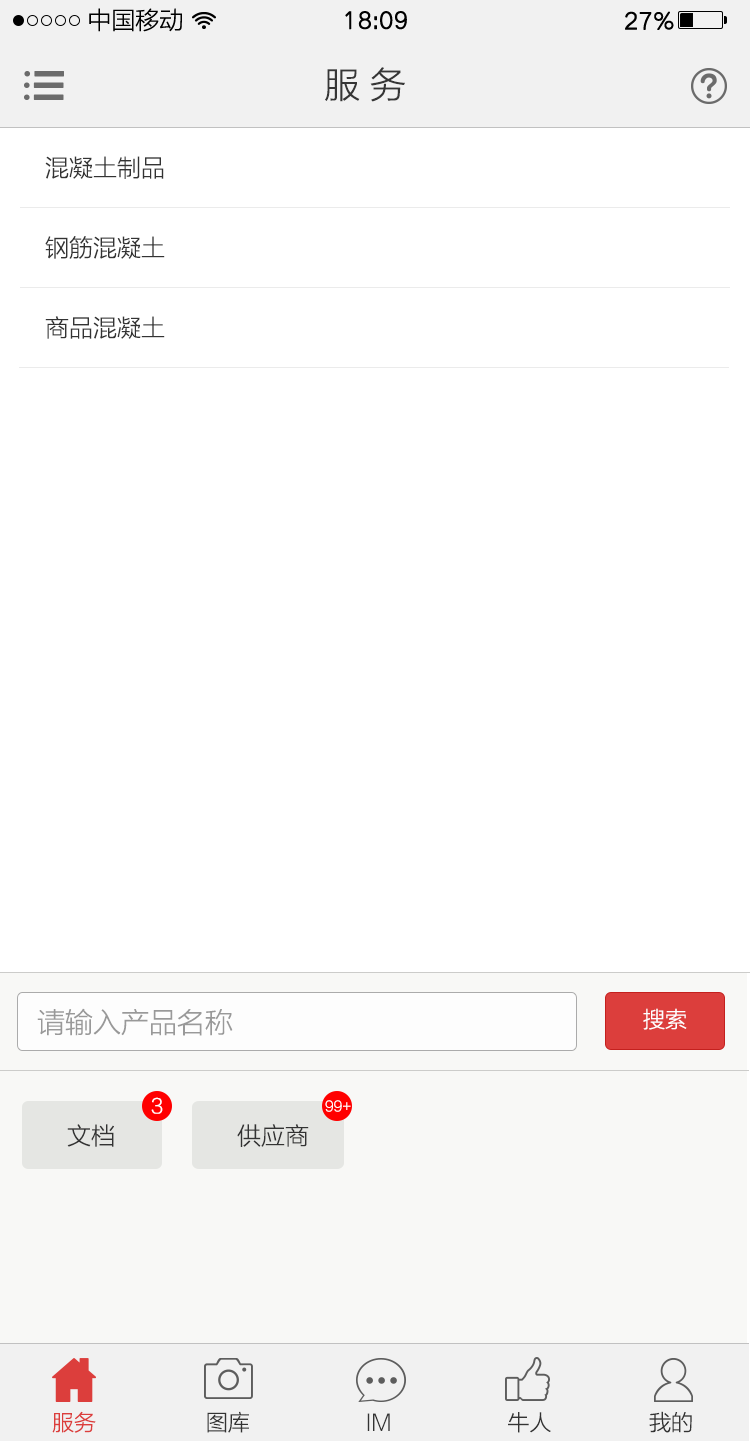 中国移动 18:09 27%
服务
混凝土制品
钢筋混凝土
商品混凝土
请输入产品名称 搜索
文档 3 供应商 99+
服务 图库 IM 牛人 我的